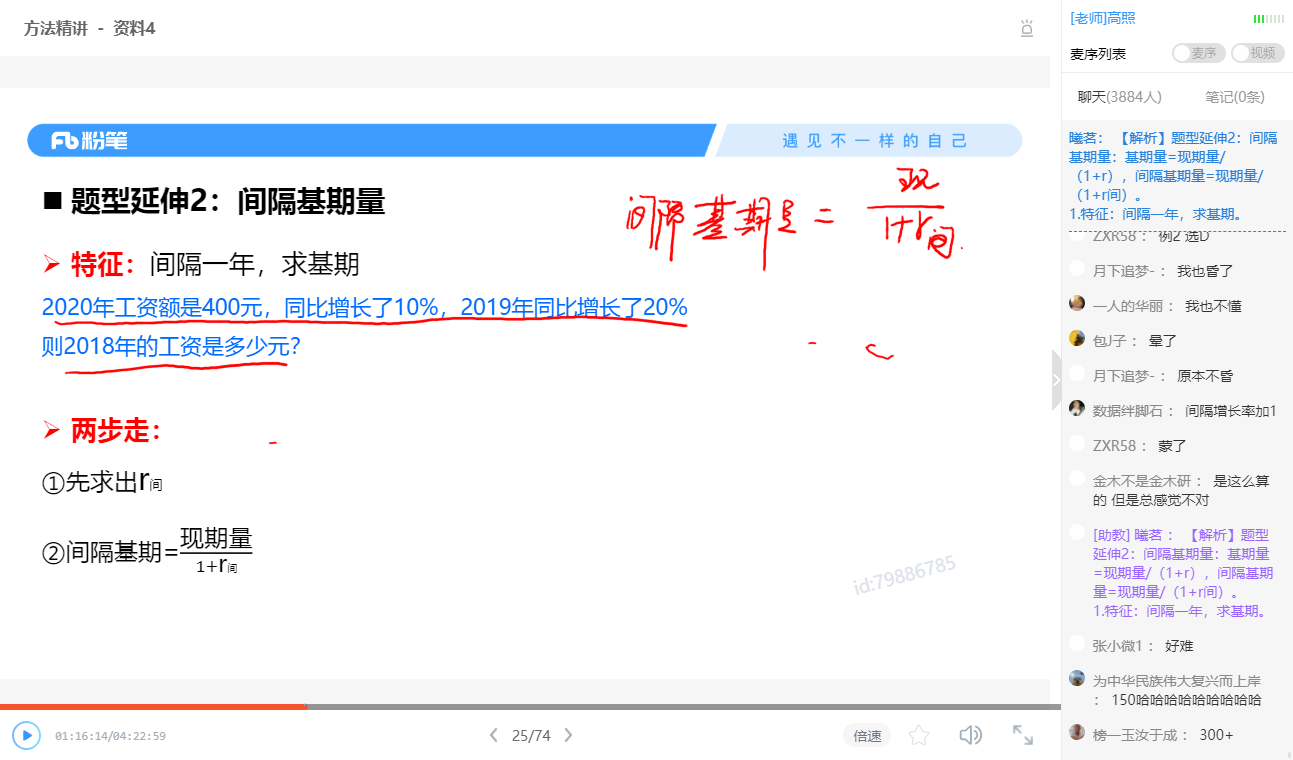 方法精讲 - 资料4
粉笔
遇见不一样的自己
■ 题型延伸2：间隔基期量
间隔基期量 = 现
1+r间.
➢ 特征：间隔一年，求基期
2020年工资额是400元，同比增长了10%，2019年同比增长了20%
则2018年的工资是多少元？
➢ 两步走：
①先求出r间
②间隔基期=现期量
1+r间
id:79886785
01:16:14/04:22:59
25/74
倍速
[老师]高照
麦序列表
麦序
视频
聊天(3884人)
笔记(0条)
曦茗： 【解析】题型延伸2：间隔
基期量：基期量=现期量/
（1+r），间隔基期量=现期量/
（1+r间）。
1.特征：间隔一年，求基期。
ZXR58： 例2 选D
月下追梦-： 我也昏了
一人的华丽： 我也不懂
包J子： 晕了
月下追梦-： 原本不昏
数据绊脚石： 间隔增长率加1
ZXR58： 蒙了
金木不是金木研： 是这么算
的 但是总感觉不对
[助教] 曦茗： 【解析】题型
延伸2：间隔基期量：基期量
=现期量/（1+r），间隔基期
量=现期量/（1+r间）。
1.特征：间隔一年，求基期。
张小微1： 好难
为中华民族伟大复兴而上岸
： 150哈哈哈哈哈哈哈哈哈
榜一玉汝于成： 300+